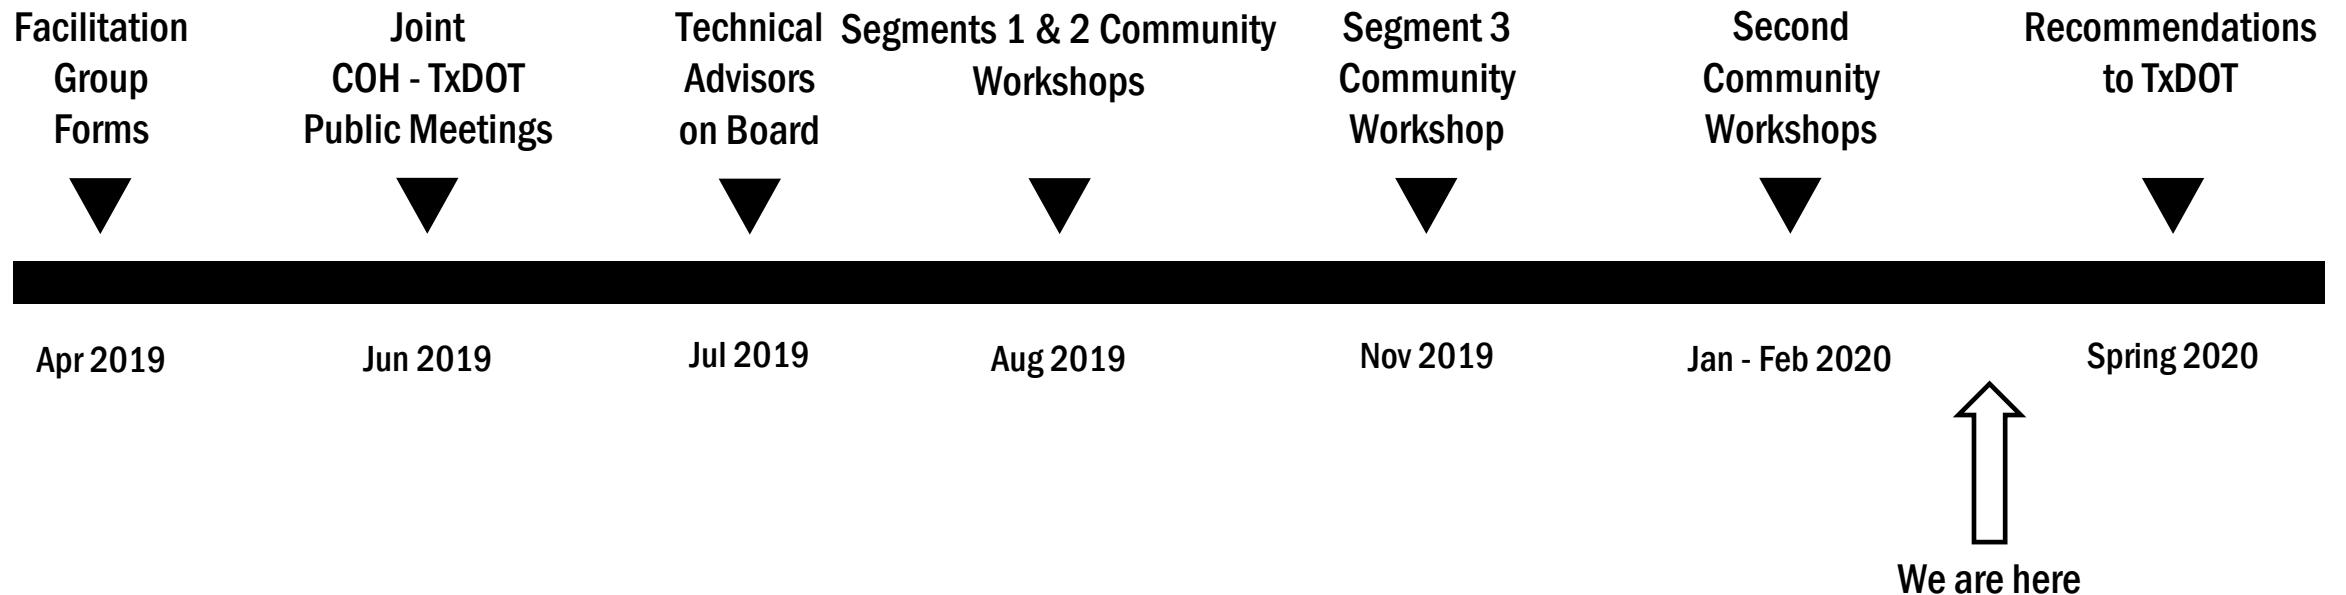 Facilitation
Group
Forms
Joint
COH - TxDOT
Public Meetings
Technical
Advisors
on Board
Segments 1 & 2 Community
Workshops
Segment 3
Community
Workshop
Second
Community
Workshops
Recommendations
to TxDOT
Apr 2019
Jun 2019
Jul 2019
Aug 2019
Nov 2019
Jan - Feb 2020
Spring 2020
We are here